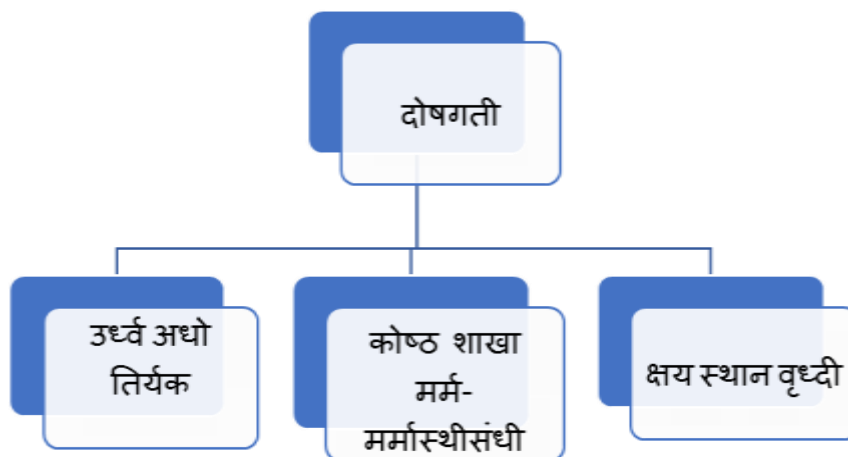 दोषगती
उर्ध्व अधो
तिर्यक
कोष्ठ शाखा
मर्म-
मर्मास्थीसंधी
क्षय स्थान वृध्दी